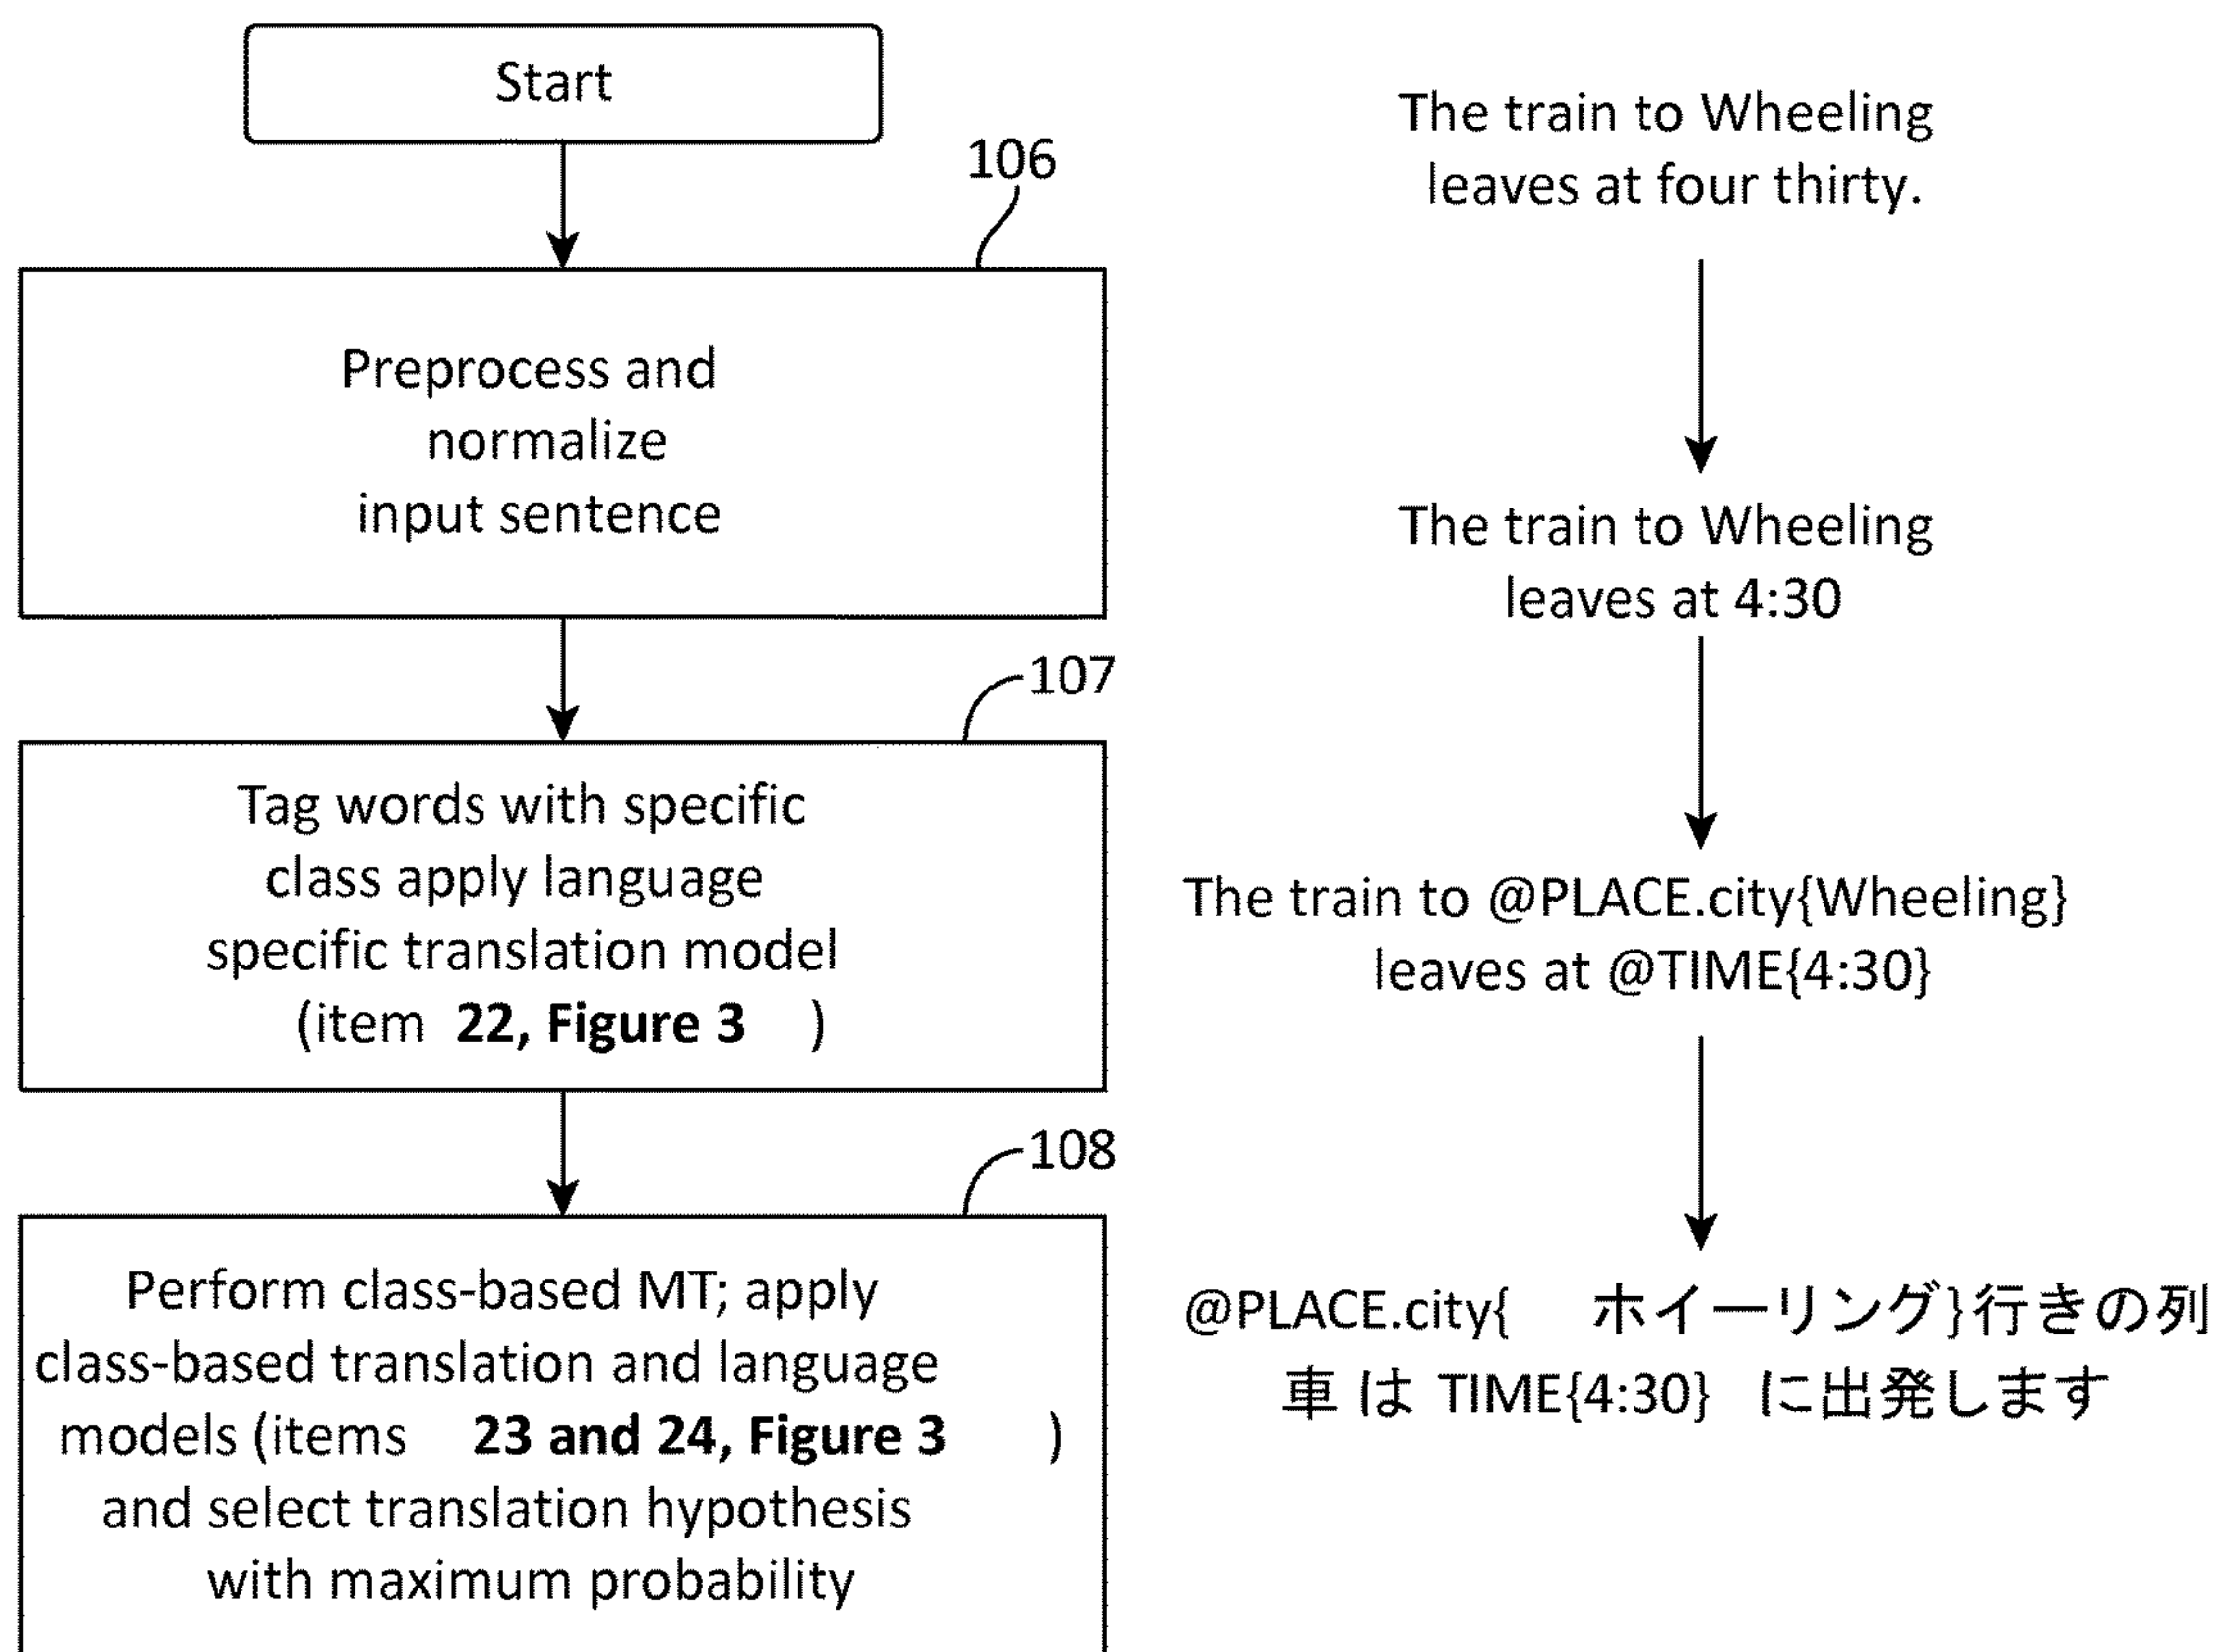 Start
106
Preprocess and
normalize
input sentence
107
Tag words with specific
class apply language
specific translation model
(item 22, Figure 3 )
108
Perform class-based MT; apply
class-based translation and language
models (items 23 and 24, Figure 3 )
and select translation hypothesis
with maximum probability
The train to Wheeling
leaves at four thirty.
The train to Wheeling
leaves at 4:30
The train to @PLACE.city{Wheeling}
leaves at @TIME{4:30}
@PLACE.city{ ホイーリング}行きの列
車 は TIME{4:30} に出発します